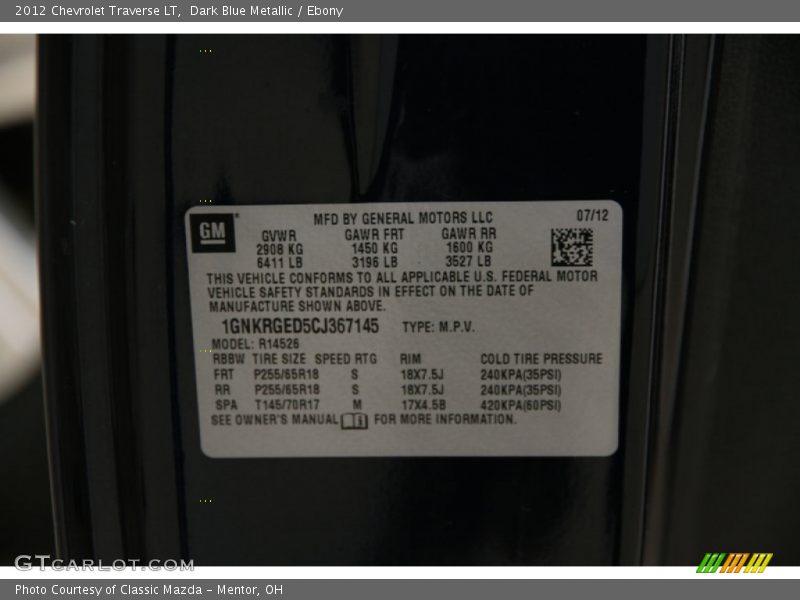 2012 Chevrolet Traverse LT, Dark Blue Metallic / Ebony
GM
MFD BY GENERAL MOTORS LLC 07/12
GVWR GAWR FRT GAWR RR
2908 KG 1450 KG 1600 KG
6411 LB 3196 LB 3527 LB
THIS VEHICLE CONFORMS TO ALL APPLICABLE U.S. FEDERAL MOTOR
VEHICLE SAFETY STANDARDS IN EFFECT ON THE DATE OF
MANUFACTURE SHOWN ABOVE.
1GNKRGED5CJ367145 TYPE: M.P.V.
MODEL: R14526
RBBW TIRE SIZE SPEED RTG RIM COLD TIRE PRESSURE
FRT P255/65R18 S 18X7.5J 240KPA(35PSI)
RR P255/65R18 S 18X7.5J 240KPA(35PSI)
SPA T145/70R17 M 17X4.5B 420KPA(60PSI)
SEE OWNER'S MANUAL FOR MORE INFORMATION.
GTCARLOT.COM
Photo Courtesy of Classic Mazda - Mentor, OH